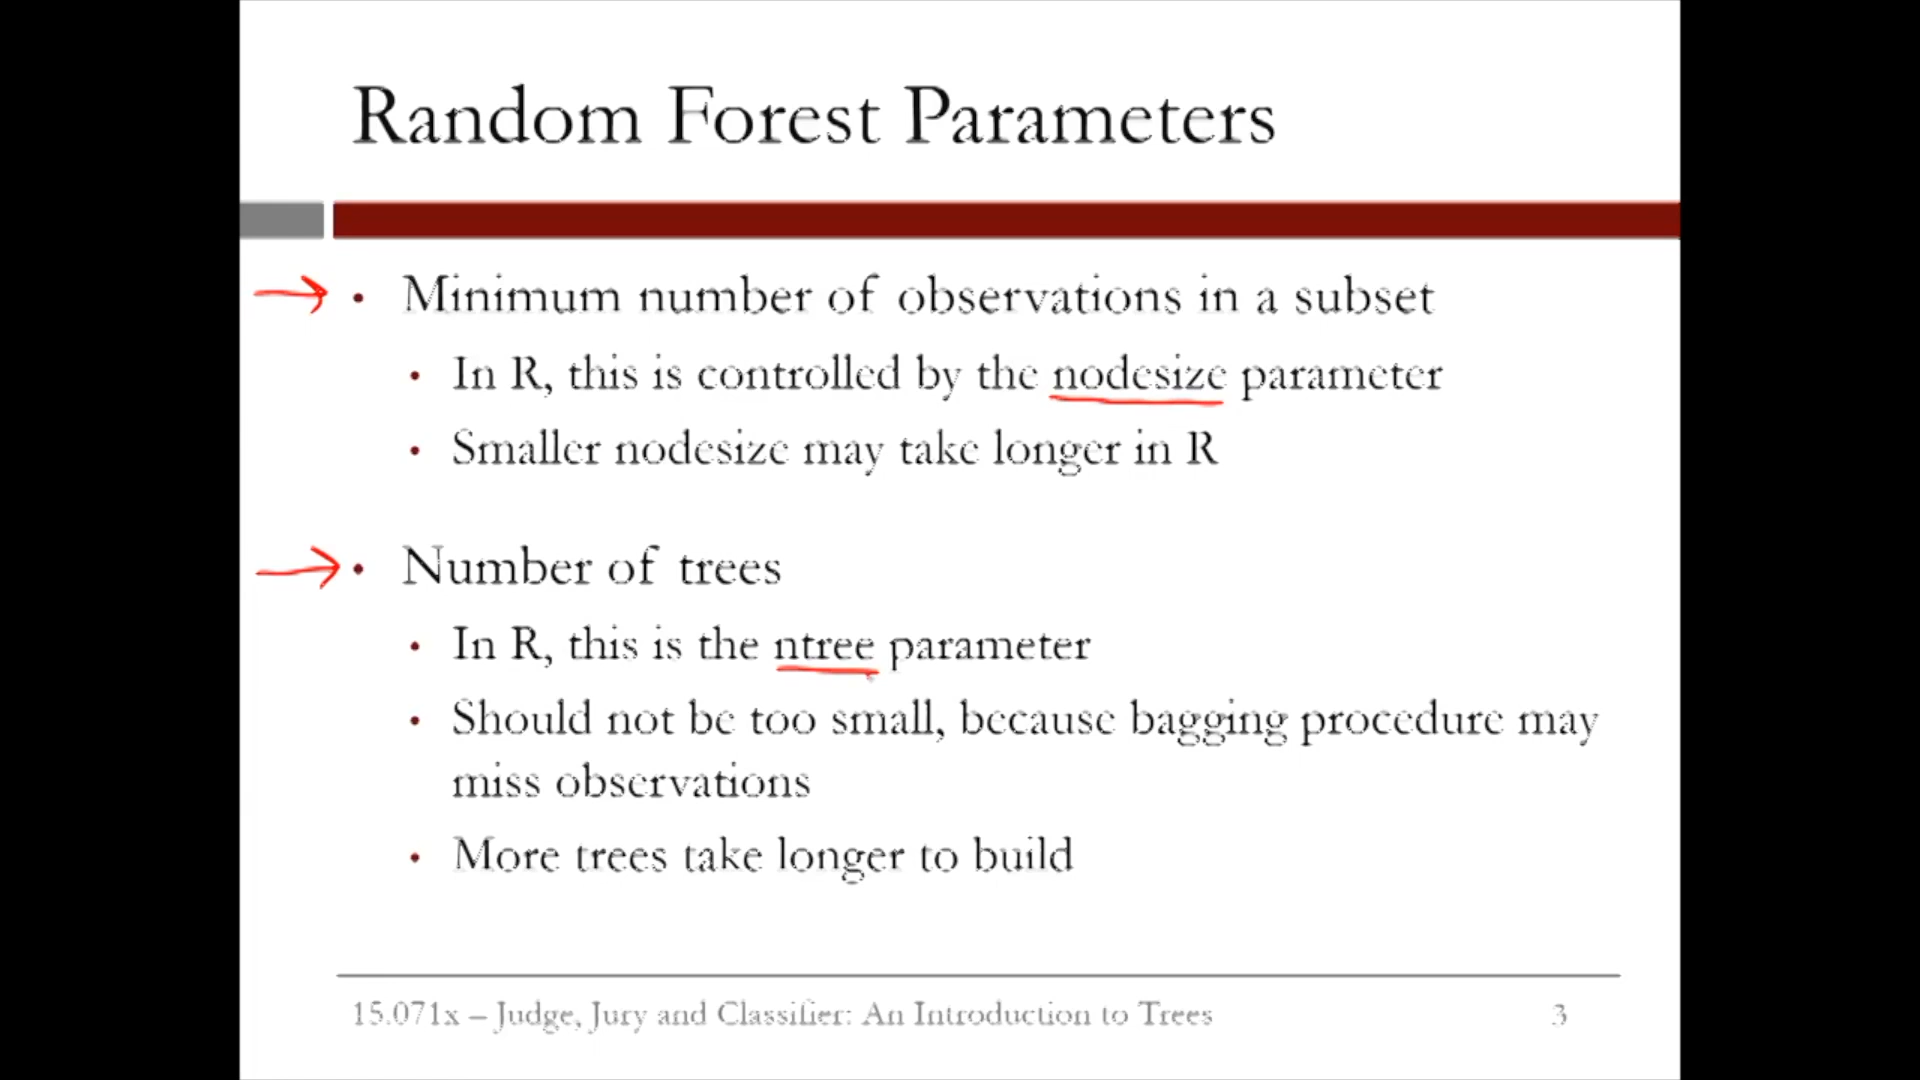 Random Forest Parameters
• Minimum number of observations in a subset
• In R, this is controlled by the nodesize parameter
• Smaller nodesize may take longer in R
• Number of trees
• In R, this is the ntree parameter
• Should not be too small, because bagging procedure may
miss observations
• More trees take longer to build
15.071x – Judge, Jury and Classifier: An Introduction to Trees 3